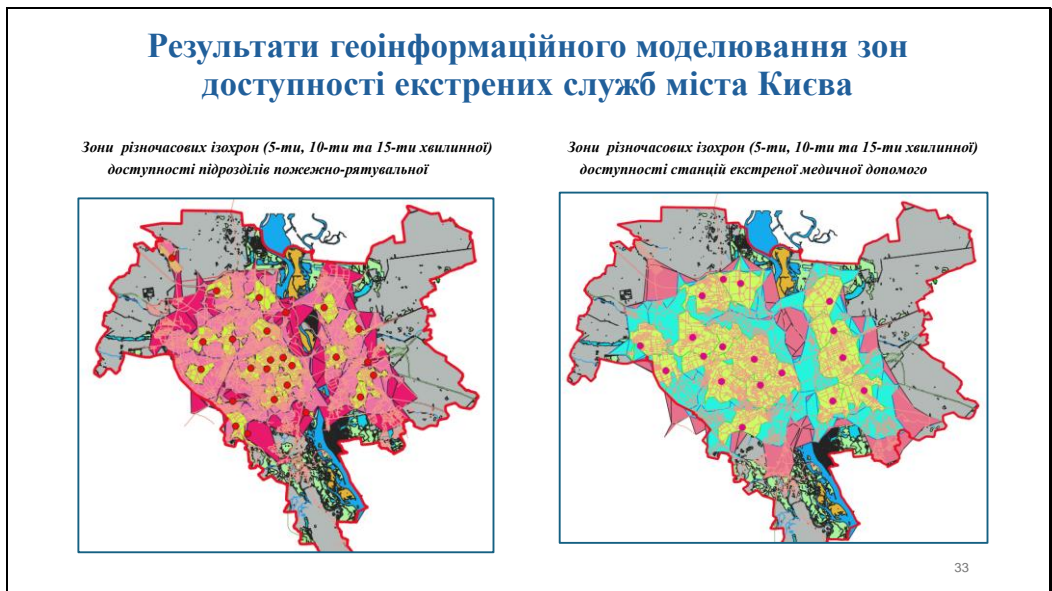 Результати геоінформаційного моделювання зон
доступності екстрених служб міста Києва
Зони різночасових ізохрон (5-ти, 10-ти та 15-ти хвилинної)
доступності підрозділів пожежно-рятувальної
Зони різночасових ізохрон (5-ти, 10-ти та 15-ти хвилинної)
доступності станцій екстреної медичної допомого
33